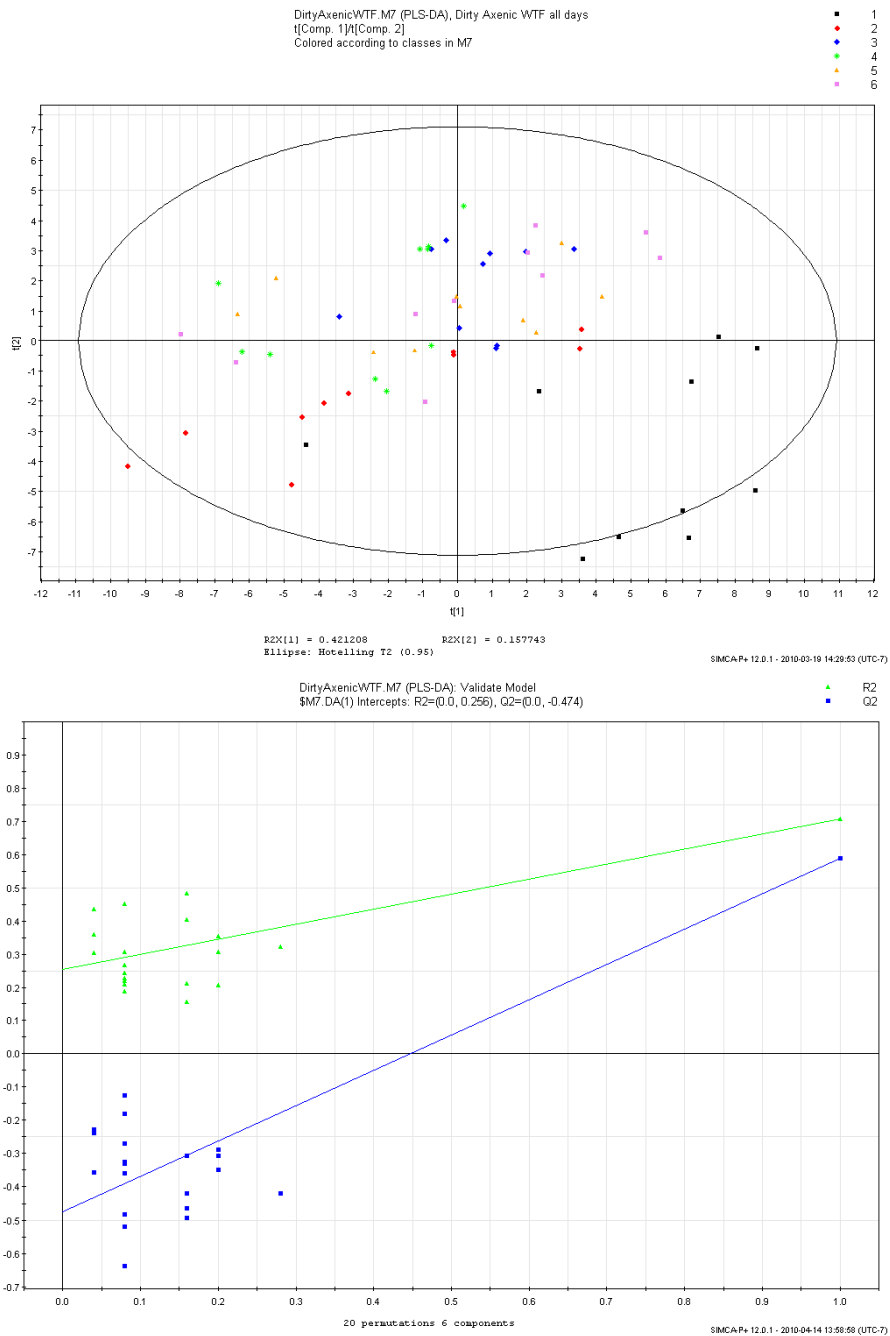 DirtyAxenicWTF.M7 (PLS-DA), Dirty Axenic WTF all days
t[Comp. 1]/t[Comp. 2]
Colored according to classes in M7
1
2
3
4
5
6
7
6
5
4
3
2
1
0
-1
-2
-3
-4
-5
-6
-7
t[2]
-12 -11 -10 -9 -8 -7 -6 -5 -4 -3 -2 -1 0 1 2 3 4 5 6 7 8 9 10 11 12
t[1]
R2X[1] = 0.421208 R2X[2] = 0.157743
Ellipse: Hotelling T2 (0.95)
SIMCA-P+ 12.0.1 - 2010-03-19 14:29:53 (UTC-7)
DirtyAxenicWTF.M7 (PLS-DA): Validate Model
$M7.DA(1) Intercepts: R2=(0.0, 0.256), Q2=(0.0, -0.474)
R2
Q2
0.9
0.8
0.7
0.6
0.5
0.4
0.3
0.2
0.1
0.0
-0.1
-0.2
-0.3
-0.4
-0.5
-0.6
-0.7
0.0 0.1 0.2 0.3 0.4 0.5 0.6 0.7 0.8 0.9 1.0
20 permutations 6 components
SIMCA-P+ 12.0.1 - 2010-04-14 13:58:58 (UTC-7)